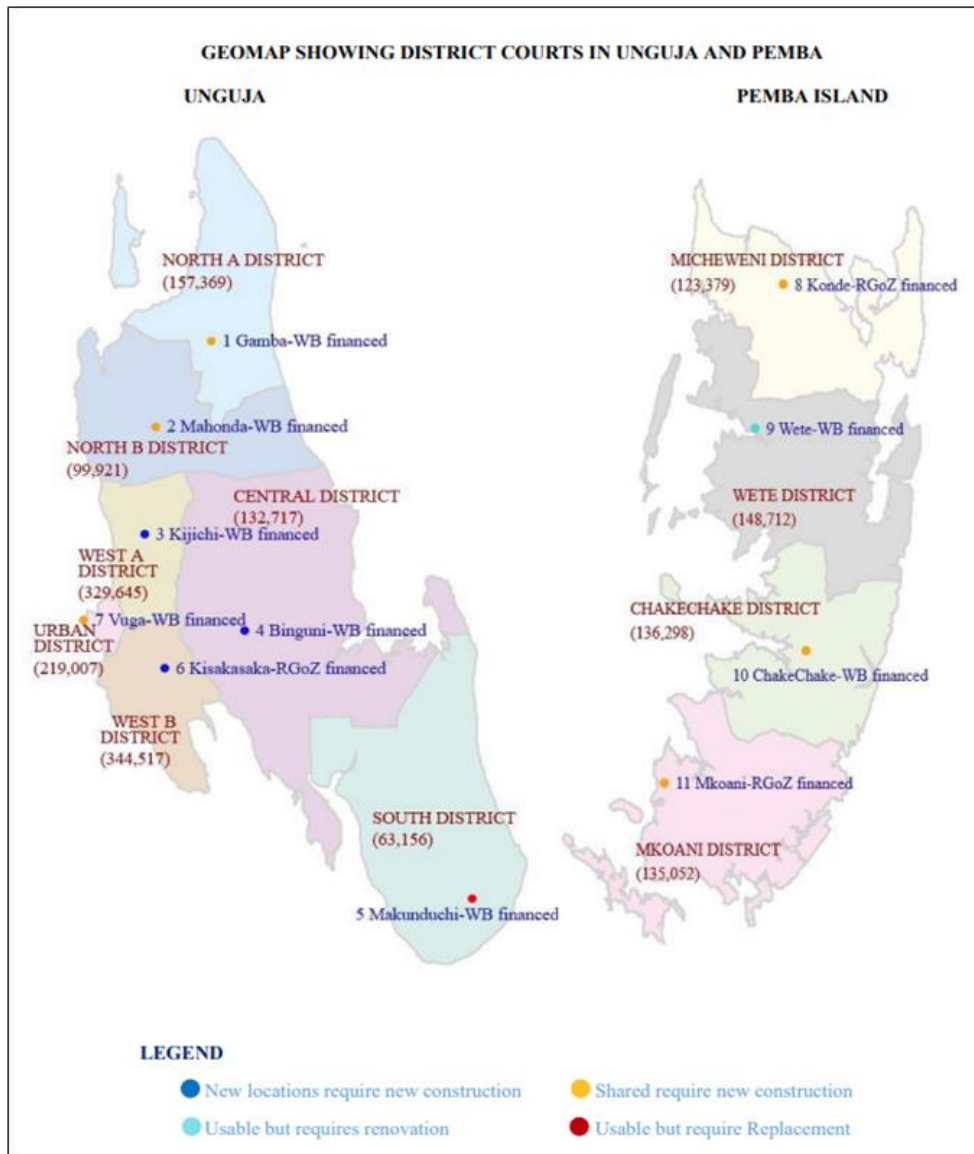 GEOMAP SHOWING DISTRICT COURTS IN UNGUJA AND PEMBA
UNGUJA
NORTH A DISTRICT
(157,369)
1 Gamba-WB financed
2 Mahonda-WB financed
NORTH B DISTRICT
(99,921)
CENTRAL DISTRICT
(132,717)
3 Kijichi-WB financed
WEST A
DISTRICT
(329,645)
7 Vuga-WB financed
URBAN
DISTRICT
(219,007)
4 Binguni-WB financed
6 Kisakasaka-RGoZ financed
WEST B
DISTRICT
(344,517)
SOUTH DISTRICT
(63,156)
5 Makunduchi-WB financed
PEMBA ISLAND
MICHEWENI DISTRICT
(123,379)
8 Konde-RGoZ financed
9 Wete-WB financed
WETE DISTRICT
(148,712)
CHAKECHAKE DISTRICT
(136,298)
10 ChakeChake-WB financed
11 Mkoani-RGoZ financed
MKOANI DISTRICT
(135,052)
LEGEND
New locations require new construction
Shared require new construction
Usable but requires renovation
Usable but require Replacement